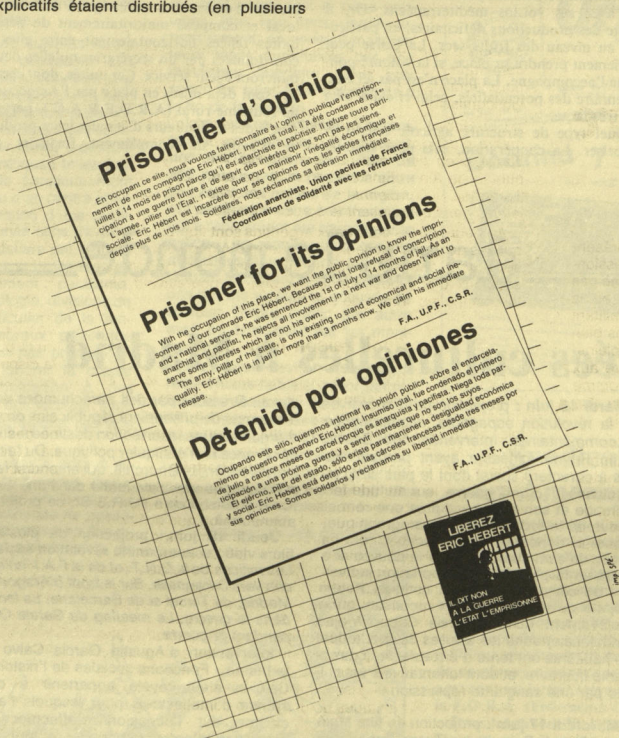 xplicatifs étaient distribués (en plusieurs
Prisonnier d'opinion
En occupant ce site, nous voulons faire connaître à l'opinion publique l'emprison-
nement de notre compagnon Eric Hébert. Insoumis total, il a été condamné le 1er
juillet à 14 mois de prison parce qu'il est anarchiste et pacifiste. Il refuse toute parti-
cipation à une guerre future et de servir des intérêts qui ne sont pas les siens.
L'armée, pilier de l'Etat, n'existe que pour maintenir l'inégalité économique et
sociale. Eric Hébert est incarcéré pour ses opinions dans les geôles françaises
depuis plus de trois mois. Solidaires, nous réclamons sa libération immédiate.
Fédération anarchiste, Union pacifiste de France
Coordination de solidarité avec les réfractaires
Prisoner for its opinions
With the occupation of this place, we want the public opinion to know the impri-
sonment of our comrade Eric Hébert. Because of his total refusal of conscription
and « national service », he was sentenced the 1st of July to 14 months of jail. As an
anarchist and pacifist, he rejects all involvement in a next war and doesn't want to
serve some interests which are not his own.
The army, pillar of the state, is only existing to stand economical and social ine-
quality. Eric Hébert is in jail for more than 3 months now. We claim his immediate
release.
F.A., U.P.F., C.S.R.
Detenido por opiniones
Ocupando este sitio, queremos informar la opinión pública, sobre el encarcela-
miento de nuestro compañero Eric Hebert. Insumiso total, fur condenado el primero
de julio a catorce meses de carcel porque es anarquista y pacifista. Niega toda par-
ticipación a una próxima guerra y a servir intereses que no son los suyos.
El ejército, pilar del estado, sólo existe para mantener la desigualdad económica
y social. Eric Hebert está detenido en las cárceles francesas desde tres meses por
sus opiniones. Somos solidarios y reclamamos su libertad inmediata.
F.A., U.P.F., C.S.R.
LIBEREZ
ERIC HEBERT
IL DIT NON
A LA GUERRE
L'ETAT L'EMPRISONNE